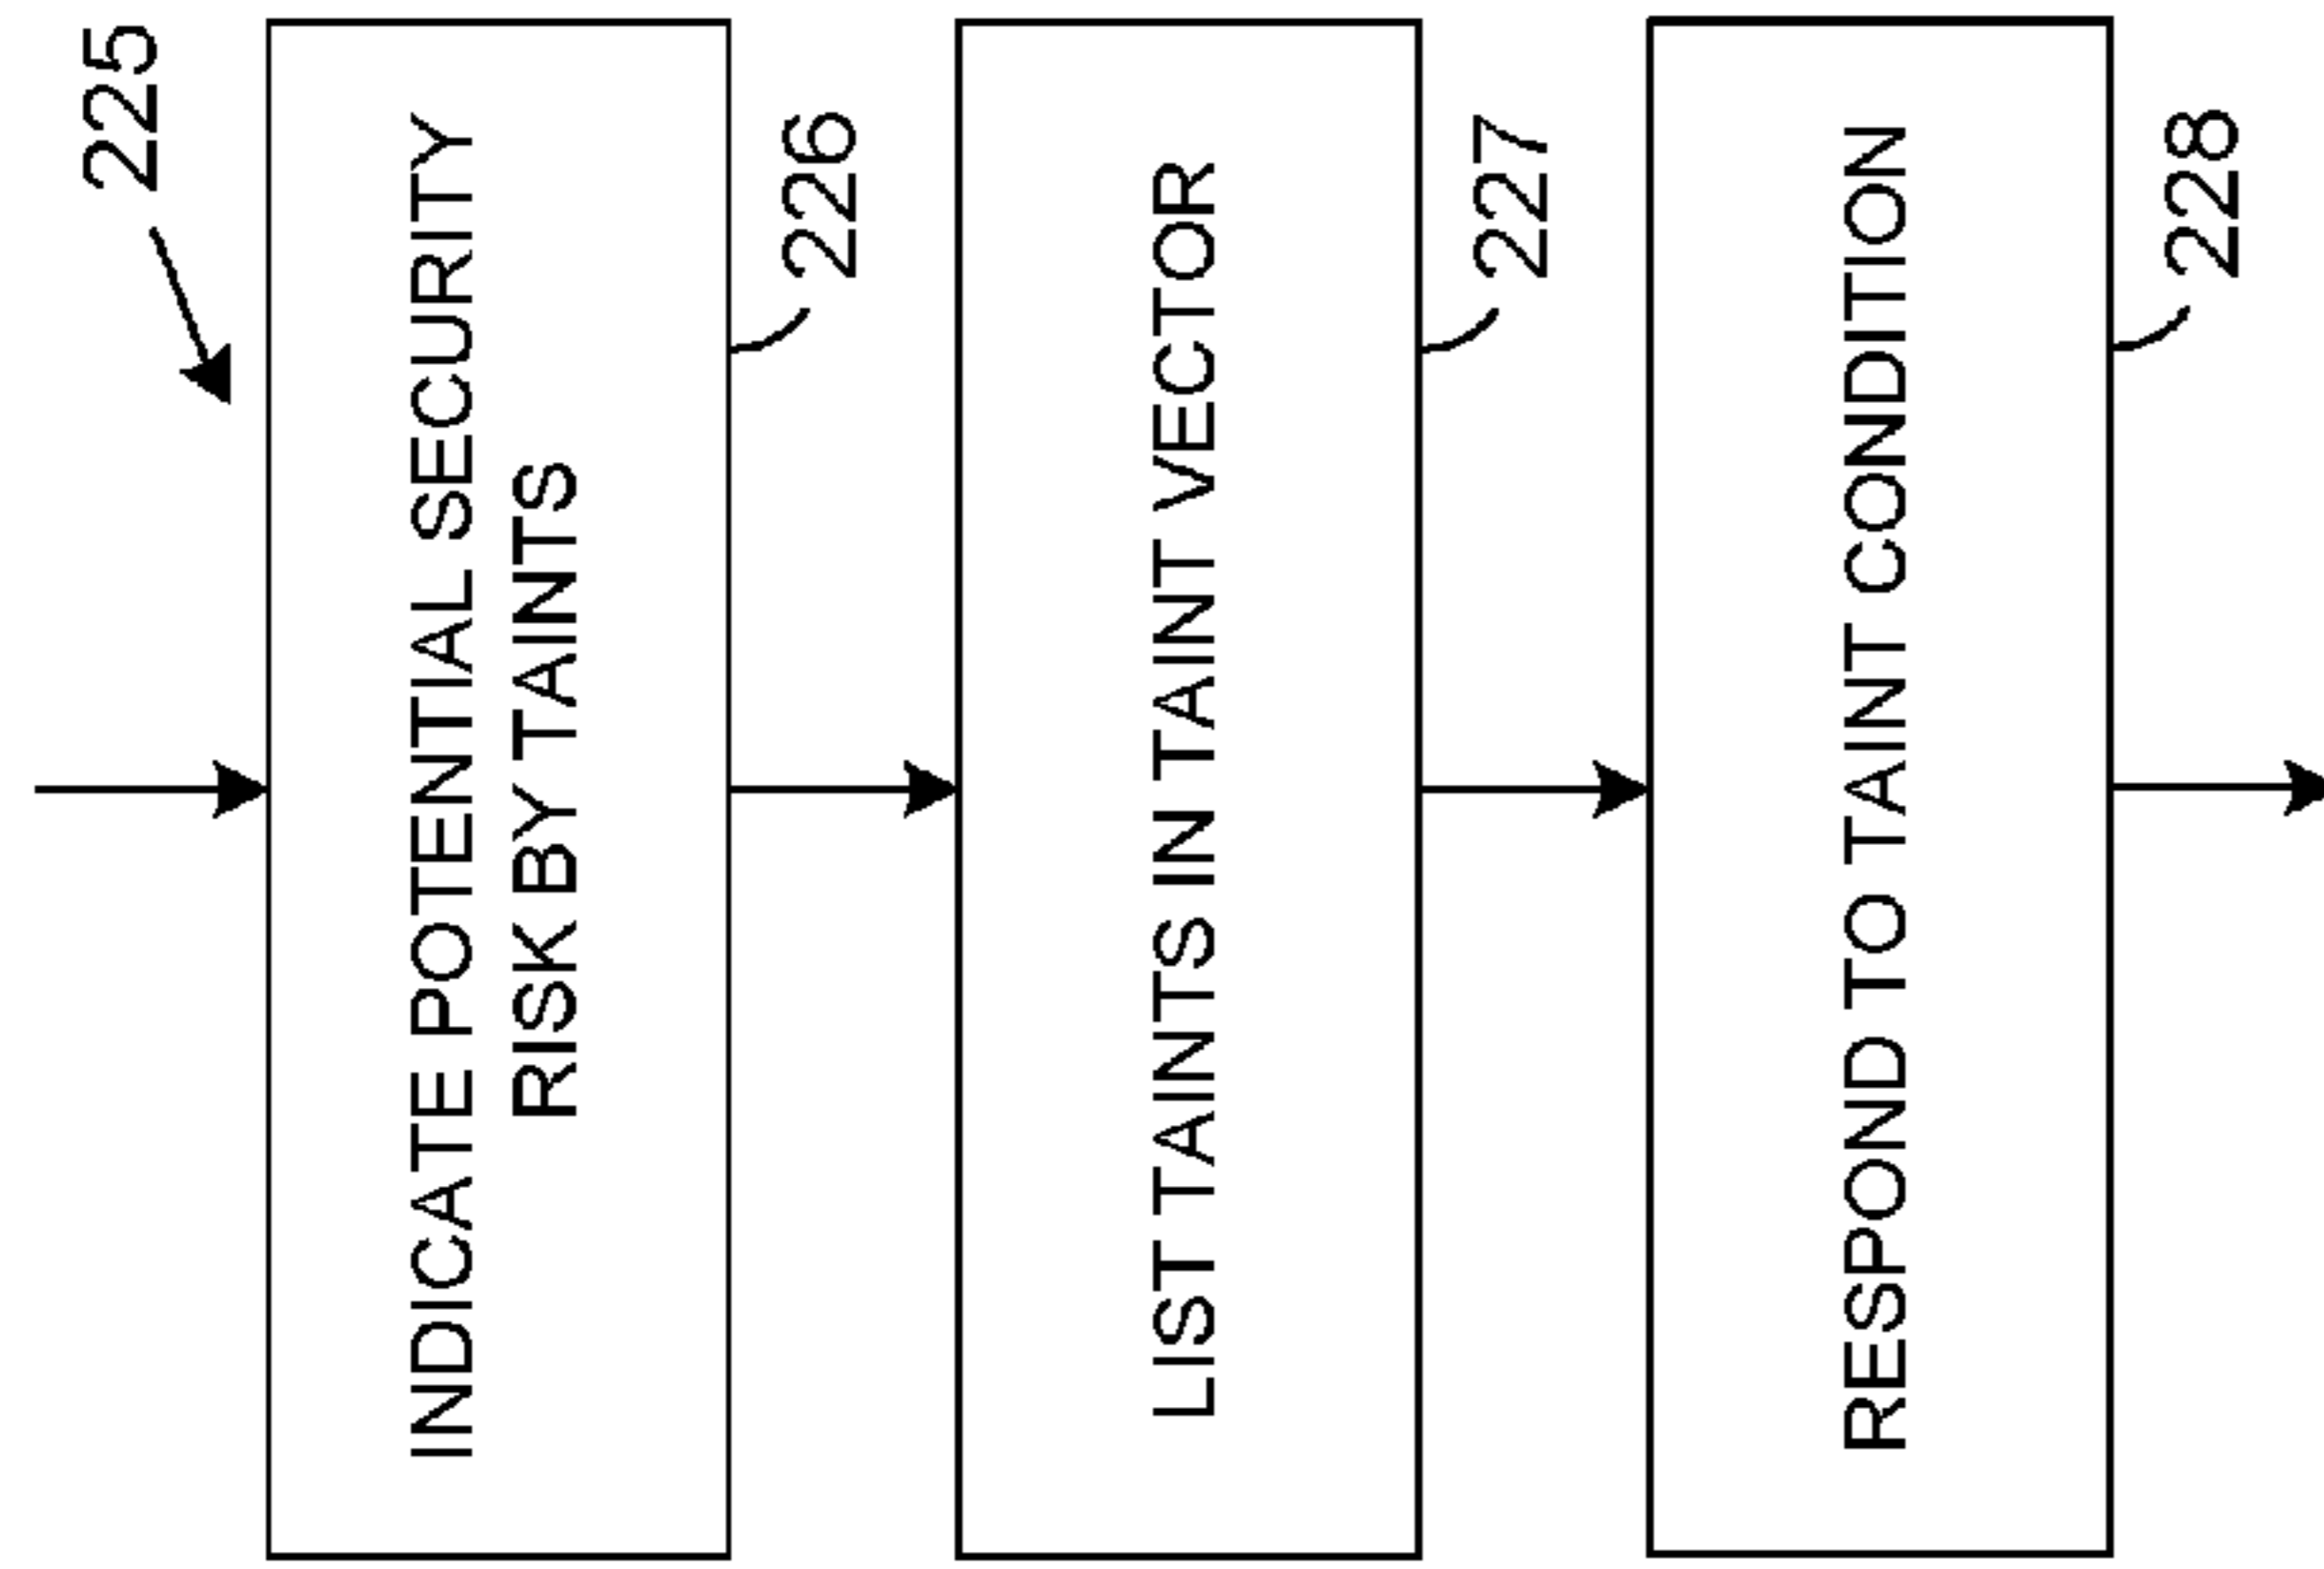 225
INDICATE POTENTIAL SECURITY
RISK BY TAINTS
226
LIST TAINTS IN TAINT VECTOR
227
RESPOND TO TAINT CONDITION
228